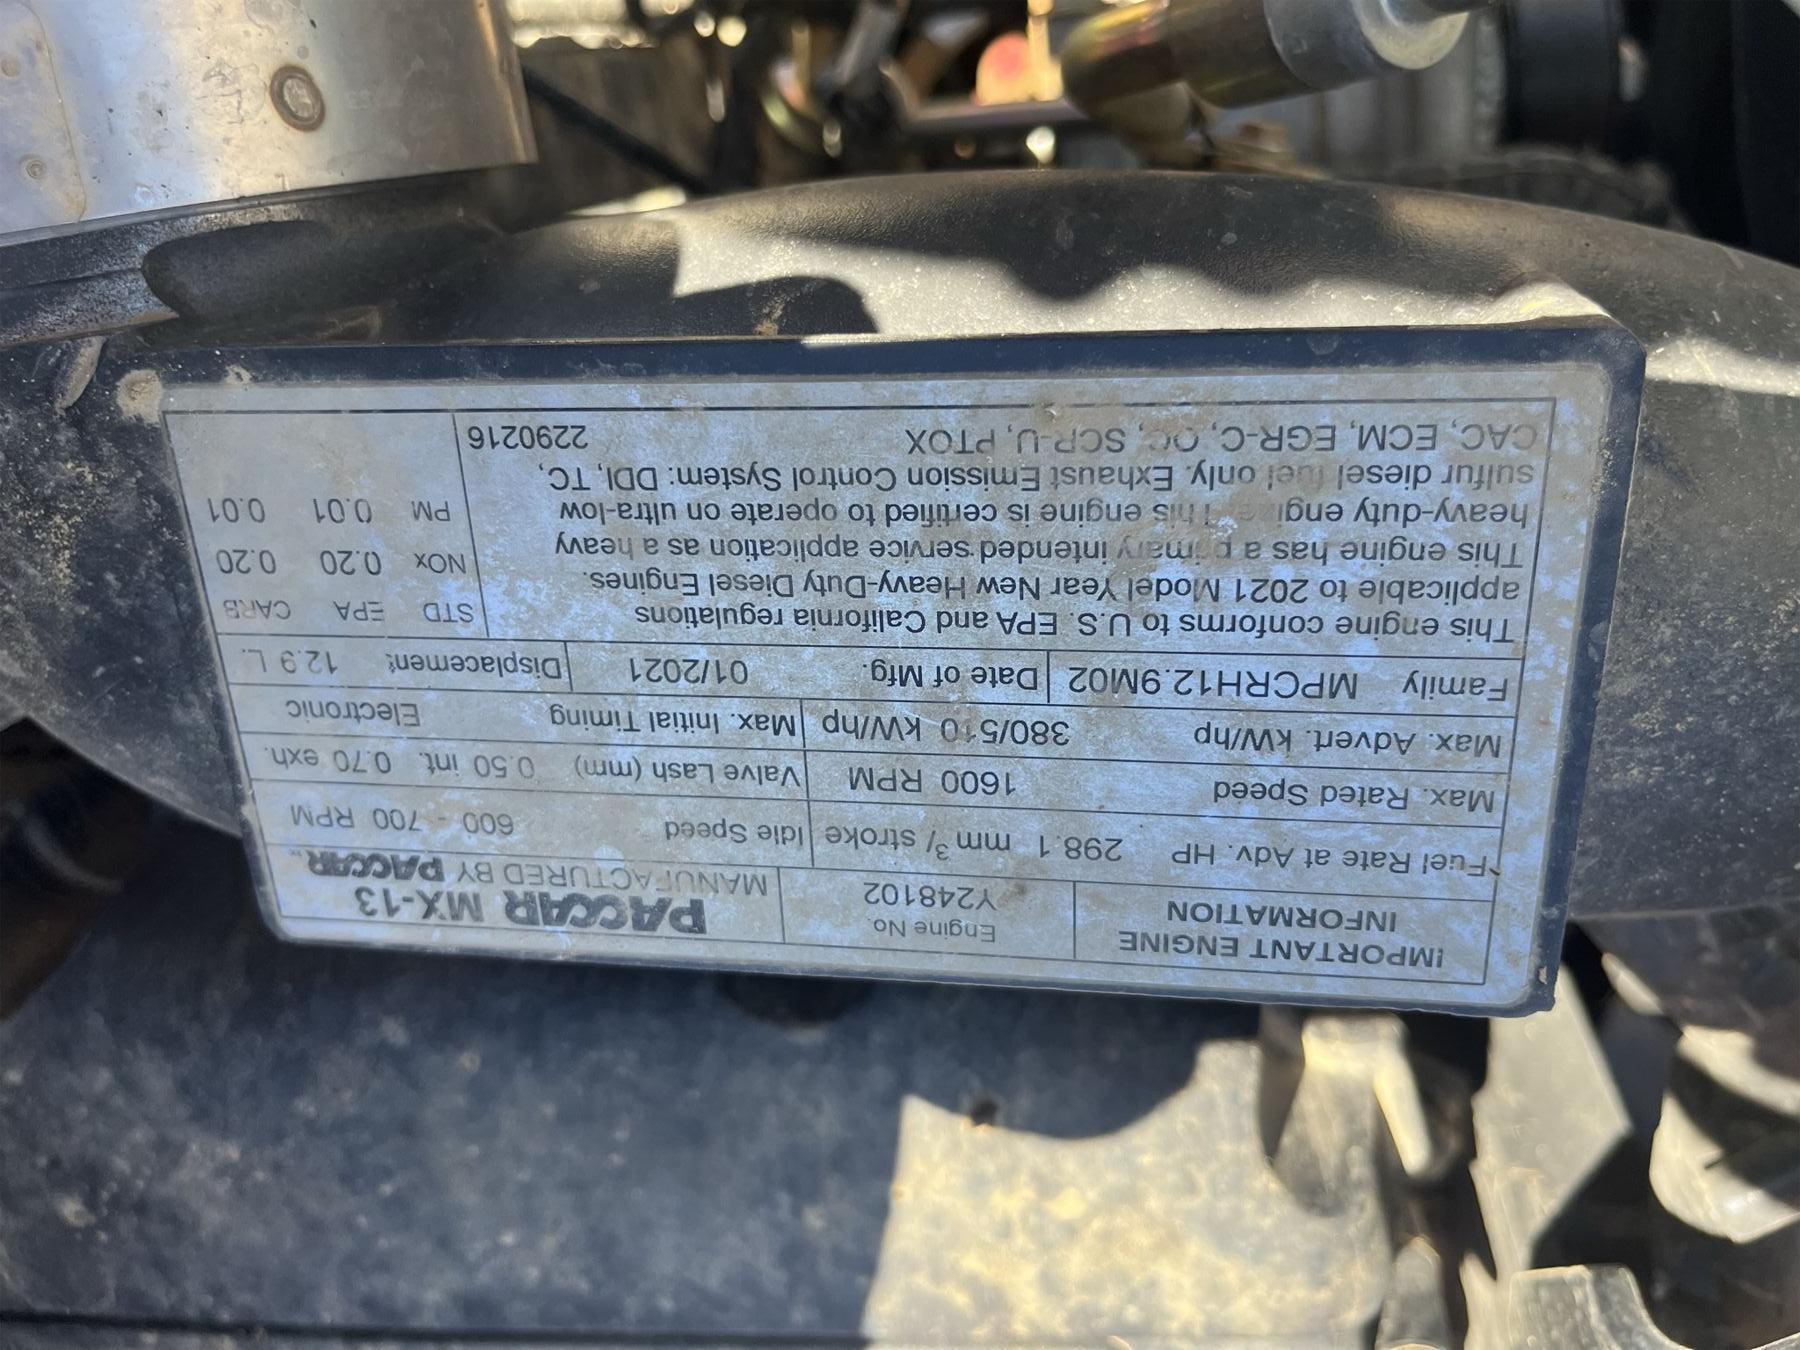 IMPORTANT ENGINE INFORMATION
Engine No. Y248102
PACCAR MX-13
MANUFACTURED BY PACCAR
Fuel Rate at Adv. HP 298.1 mm³/ stroke Idle Speed 600 - 700 RPM
Max. Rated Speed 1600 RPM Valve Lash (mm) 0.50 int. 0.70 exh.
Max. Advert. kW/hp 380/510 kW/hp Max. Initial Timing Electronic
Family MPCRH12.9M02 Date of Mfg. 01/2021 Displacement 12.9 L.
This engine conforms to U.S. EPA and California regulations
applicable to 2021 Model Year New Heavy-Duty Diesel Engines.
This engine has a primary intended service application as a heavy
heavy-duty engine. This engine is certified to operate on ultra-low
sulfur diesel fuel only. Exhaust Emission Control System: DDI, TC,
CAC, ECM, EGR-C, OC, SCR-U, PTOX 2290216
STD EPA CARB
NOx 0.20 0.20
PM 0.01 0.01